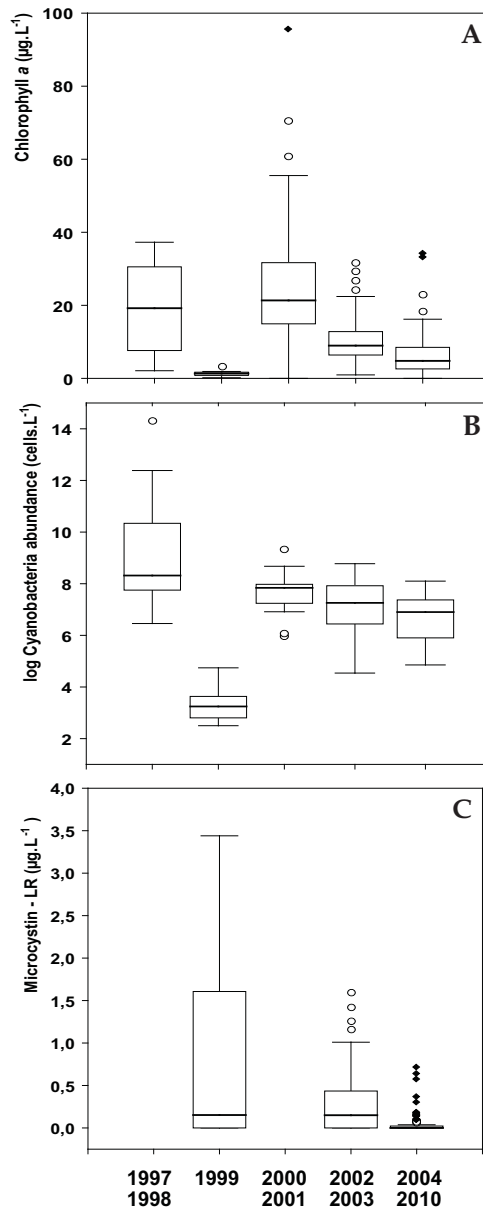 A
Chlorophyll a (µg.L-1)
100
80
60
40
20
0
B
log Cyanobacteria abundance (cells.L-1)
14
12
10
8
6
4
2
C
Microcystin - LR (µg.L-1)
4,0
3,5
3,0
2,5
2,0
1,5
1,0
0,5
0,0
1997 1999 2000 2002 2004
1998 2001 2003 2010